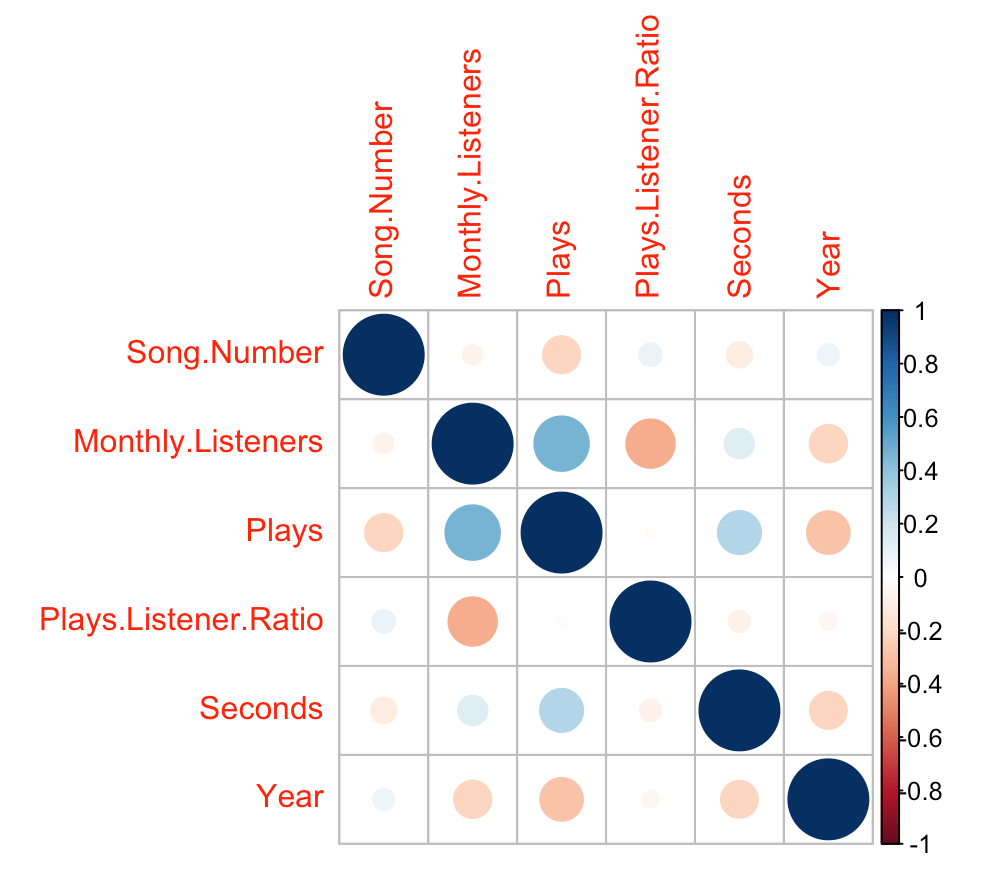 Song.Number
Monthly.Listeners
Plays
Plays.Listener.Ratio
Seconds
Year
Song.Number
Monthly.Listeners
Plays
Plays.Listener.Ratio
Seconds
Year
1
0.8
0.6
0.4
0.2
0
-0.2
-0.4
-0.6
-0.8
-1